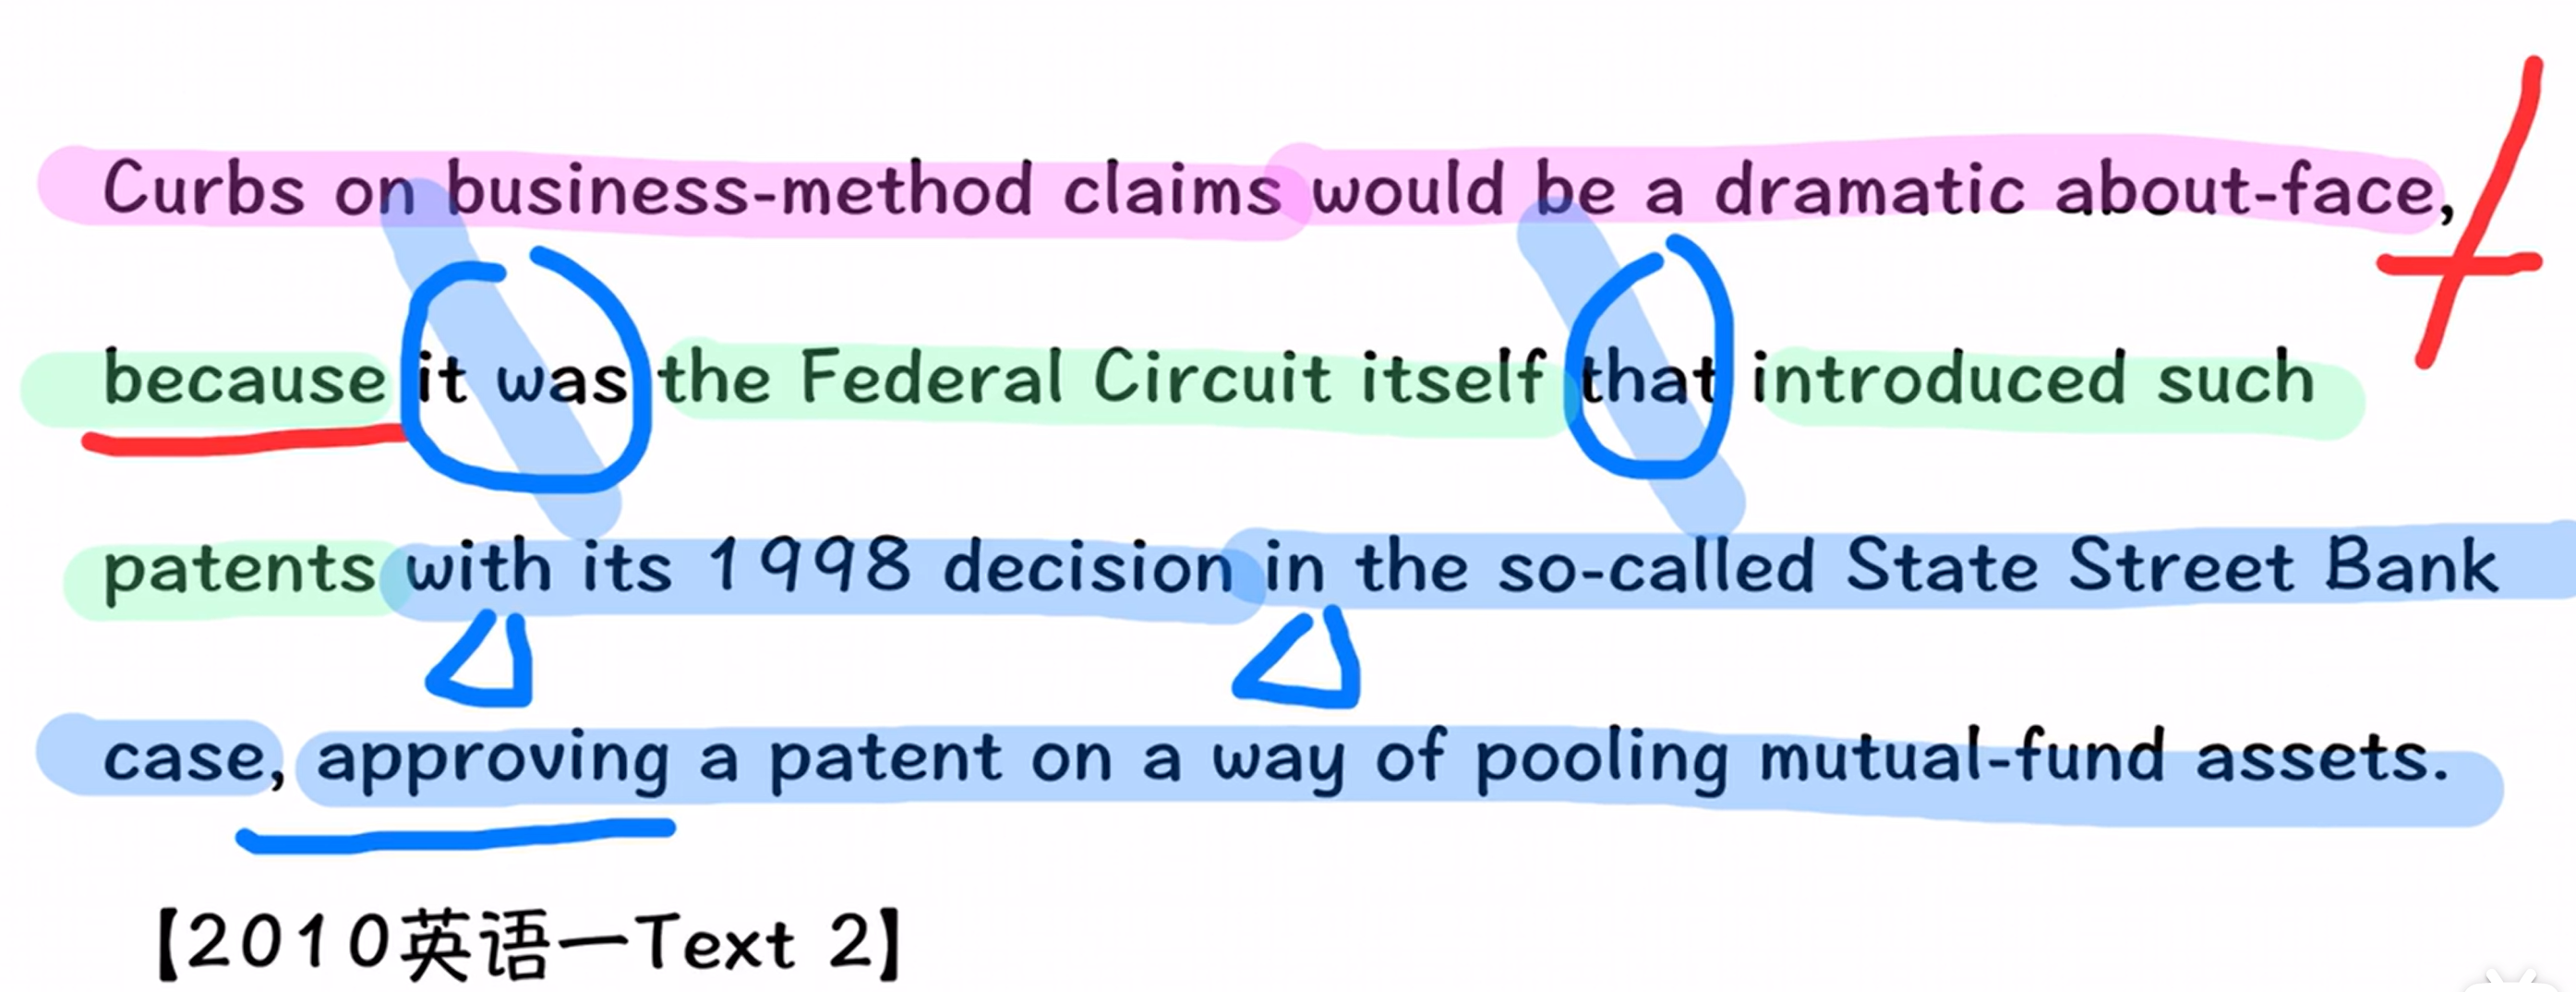 Curbs on business-method claims would be a dramatic about-face,
because it was the Federal Circuit itself that introduced such
patents with its 1998 decision in the so-called State Street Bank
case, approving a patent on a way of pooling mutual-fund assets.
【2010英语一Text 2】